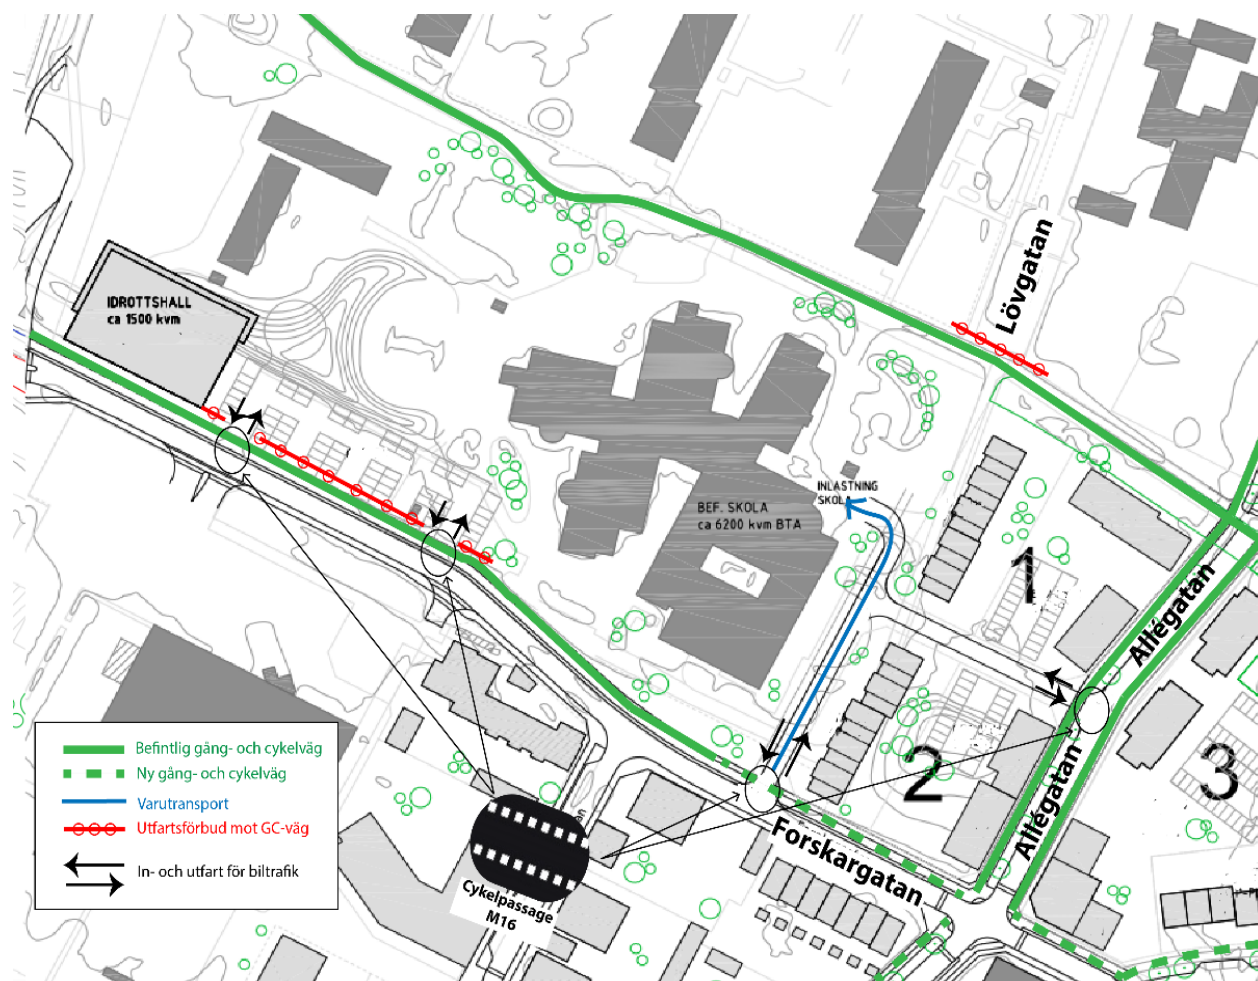 Lövgatan
IDROTTSHALL
ca 1500 kvm
INLASTNING
SKOLA
BEF. SKOLA
ca 6200 kvm BTA
1
Allégatan
2
Allégatan
3
Forskargatan
Befintlig gång- och cykelväg
Ny gång- och cykelväg
Varutransport
Utfartsförbud mot GC-väg
In- och utfart för biltrafik
Cykelpassage
M16